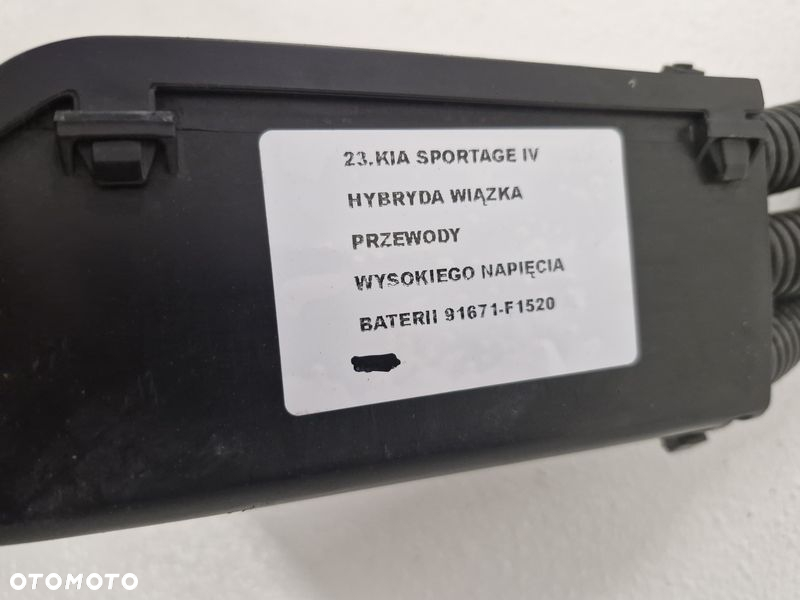 23.KIA SPORTAGE IV
HYBRYDA WIĄZKA
PRZEWODY
WYSOKIEGO NAPIĘCIA
BATERII 91671-F1520
OTOMOTO